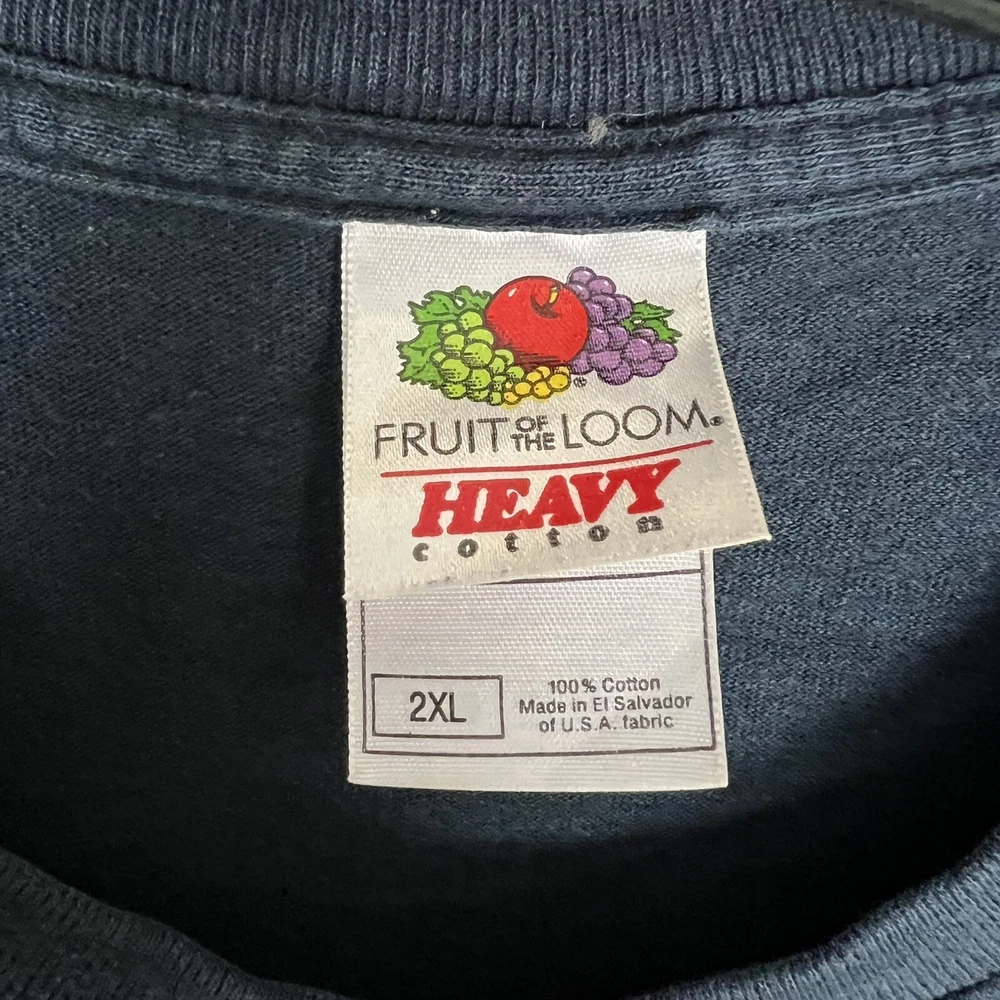 FRUIT OF THE LOOM®
HEAVY
cotton
2XL
100% Cotton
Made in El Salvador
of U.S.A. fabric